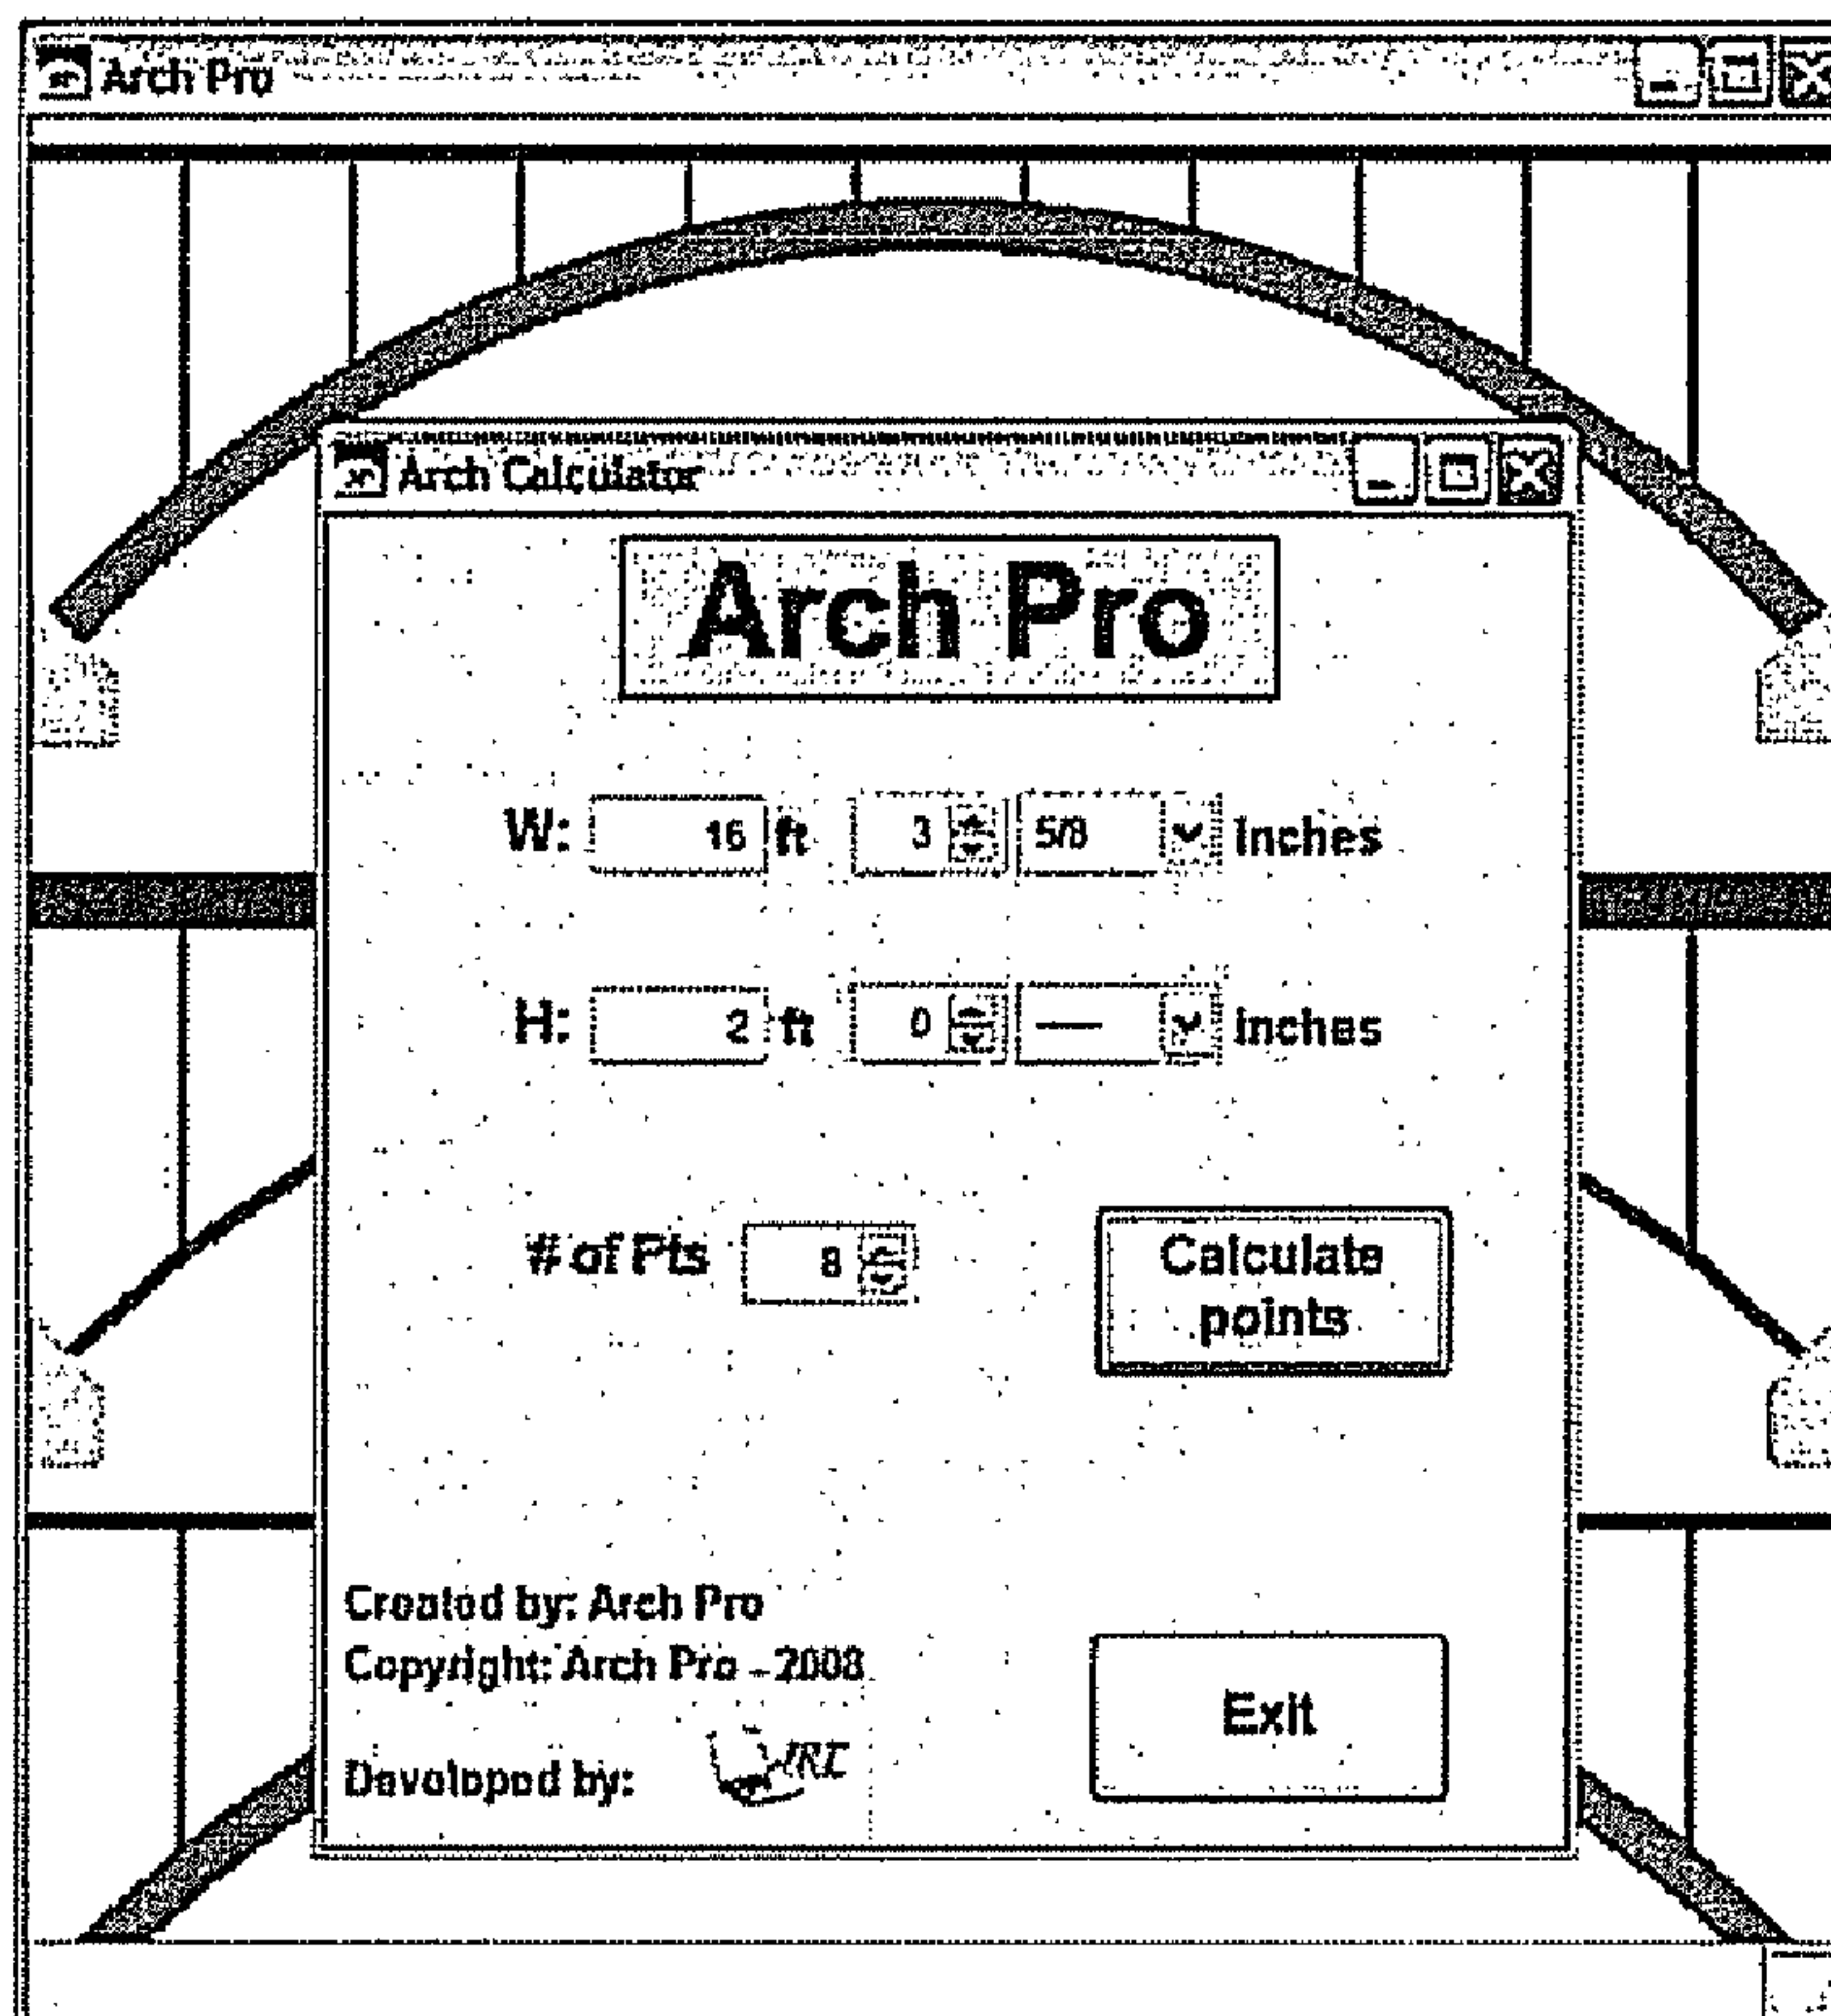 Arch Pro
Arch Calculator
Arch Pro
W: 16 ft 3 5/8 Inches
H: 2 ft 0 — Inches
# of Pts 8
Calculate
points
Created by: Arch Pro
Copyright: Arch Pro - 2008
Exit
Developed by: